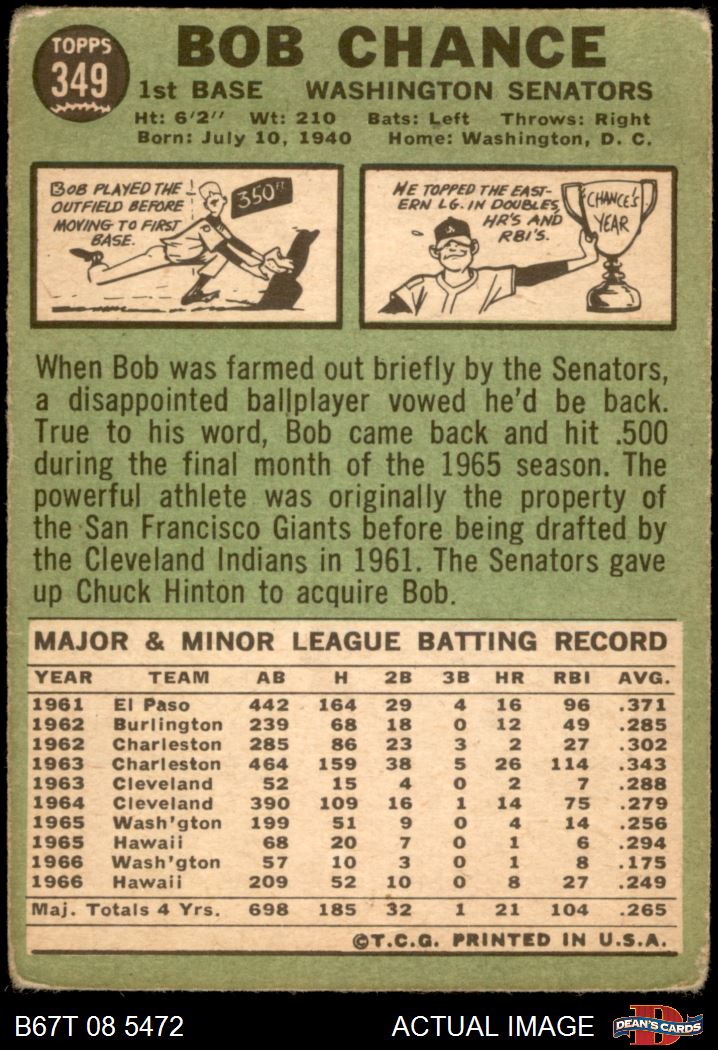 TOPPS
349
BOB CHANCE
1st BASE WASHINGTON SENATORS
Ht: 6'2" Wt: 210 Bats: Left Throws: Right
Born: July 10, 1940 Home: Washington, D. C.
BOB PLAYED THE
OUTFIELD BEFORE
MOVING TO FIRST
BASE.
350FT
HE TOPPED THE EAST-
ERN LG. IN DOUBLES,
HR'S AND
RBI'S.
"CHANCE'S
YEAR
When Bob was farmed out briefly by the Senators,
a disappointed ballplayer vowed he'd be back.
True to his word, Bob came back and hit .500
during the final month of the 1965 season. The
powerful athlete was originally the property of
the San Francisco Giants before being drafted by
the Cleveland Indians in 1961. The Senators gave
up Chuck Hinton to acquire Bob.
MAJOR & MINOR LEAGUE BATTING RECORD
YEAR TEAM AB H 2B 3B HR RBI AVG.
1961 El Paso 442 164 29 4 16 96 .371
1962 Burlington 239 68 18 0 12 49 .285
1962 Charleston 285 86 23 3 2 27 .302
1963 Charleston 464 159 38 5 26 114 .343
1963 Cleveland 52 15 4 0 2 7 .288
1964 Cleveland 390 109 16 1 14 75 .279
1965 Wash'gton 199 51 9 0 4 14 .256
1965 Hawaii 68 20 7 0 1 6 .294
1966 Wash'gton 57 10 3 0 1 8 .175
1966 Hawaii 209 52 10 0 8 27 .249
Maj. Totals 4 Yrs. 698 185 32 1 21 104 .265
©T.C.G. PRINTED IN U.S.A.
B67T 08 5472 ACTUAL IMAGE
D
DEAN'S CARDS